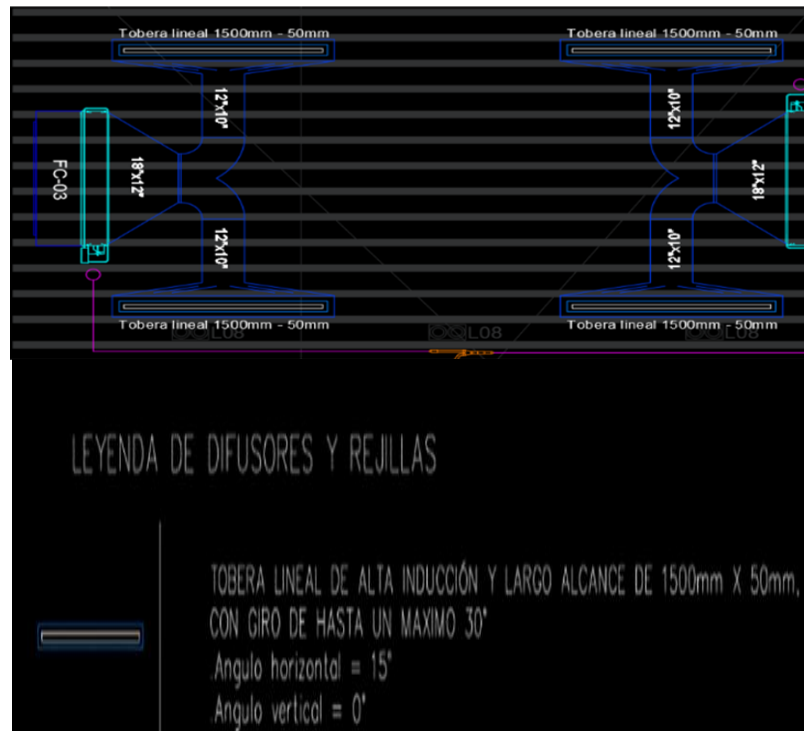 Tobera lineal 1500mm - 50mm
Tobera lineal 1500mm - 50mm
12"x10"
12"x10"
FC-03
18"x12"
18"x12"
12"x10"
12"x10"
Tobera lineal 1500mm - 50mm
Tobera lineal 1500mm - 50mm
L08
L08
L08
LEYENDA DE DIFUSORES Y REJILLAS
TOBERA LINEAL DE ALTA INDUCCIÓN Y LARGO ALCANCE DE 1500mm X 50mm,
CON GIRO DE HASTA UN MAXIMO 30°
.Angulo horizontal = 15°
.Angulo vertical = 0°